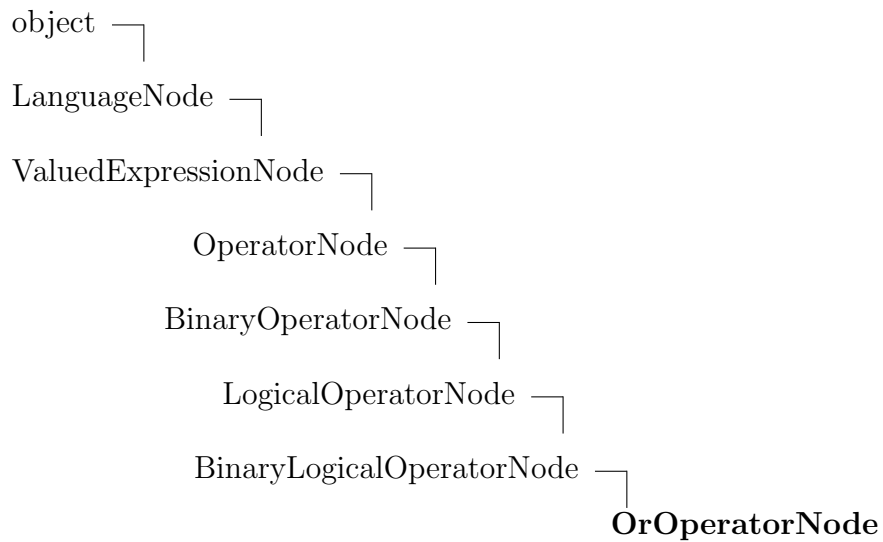 object
LanguageNode
ValuedExpressionNode
OperatorNode
BinaryOperatorNode
LogicalOperatorNode
BinaryLogicalOperatorNode
OrOperatorNode